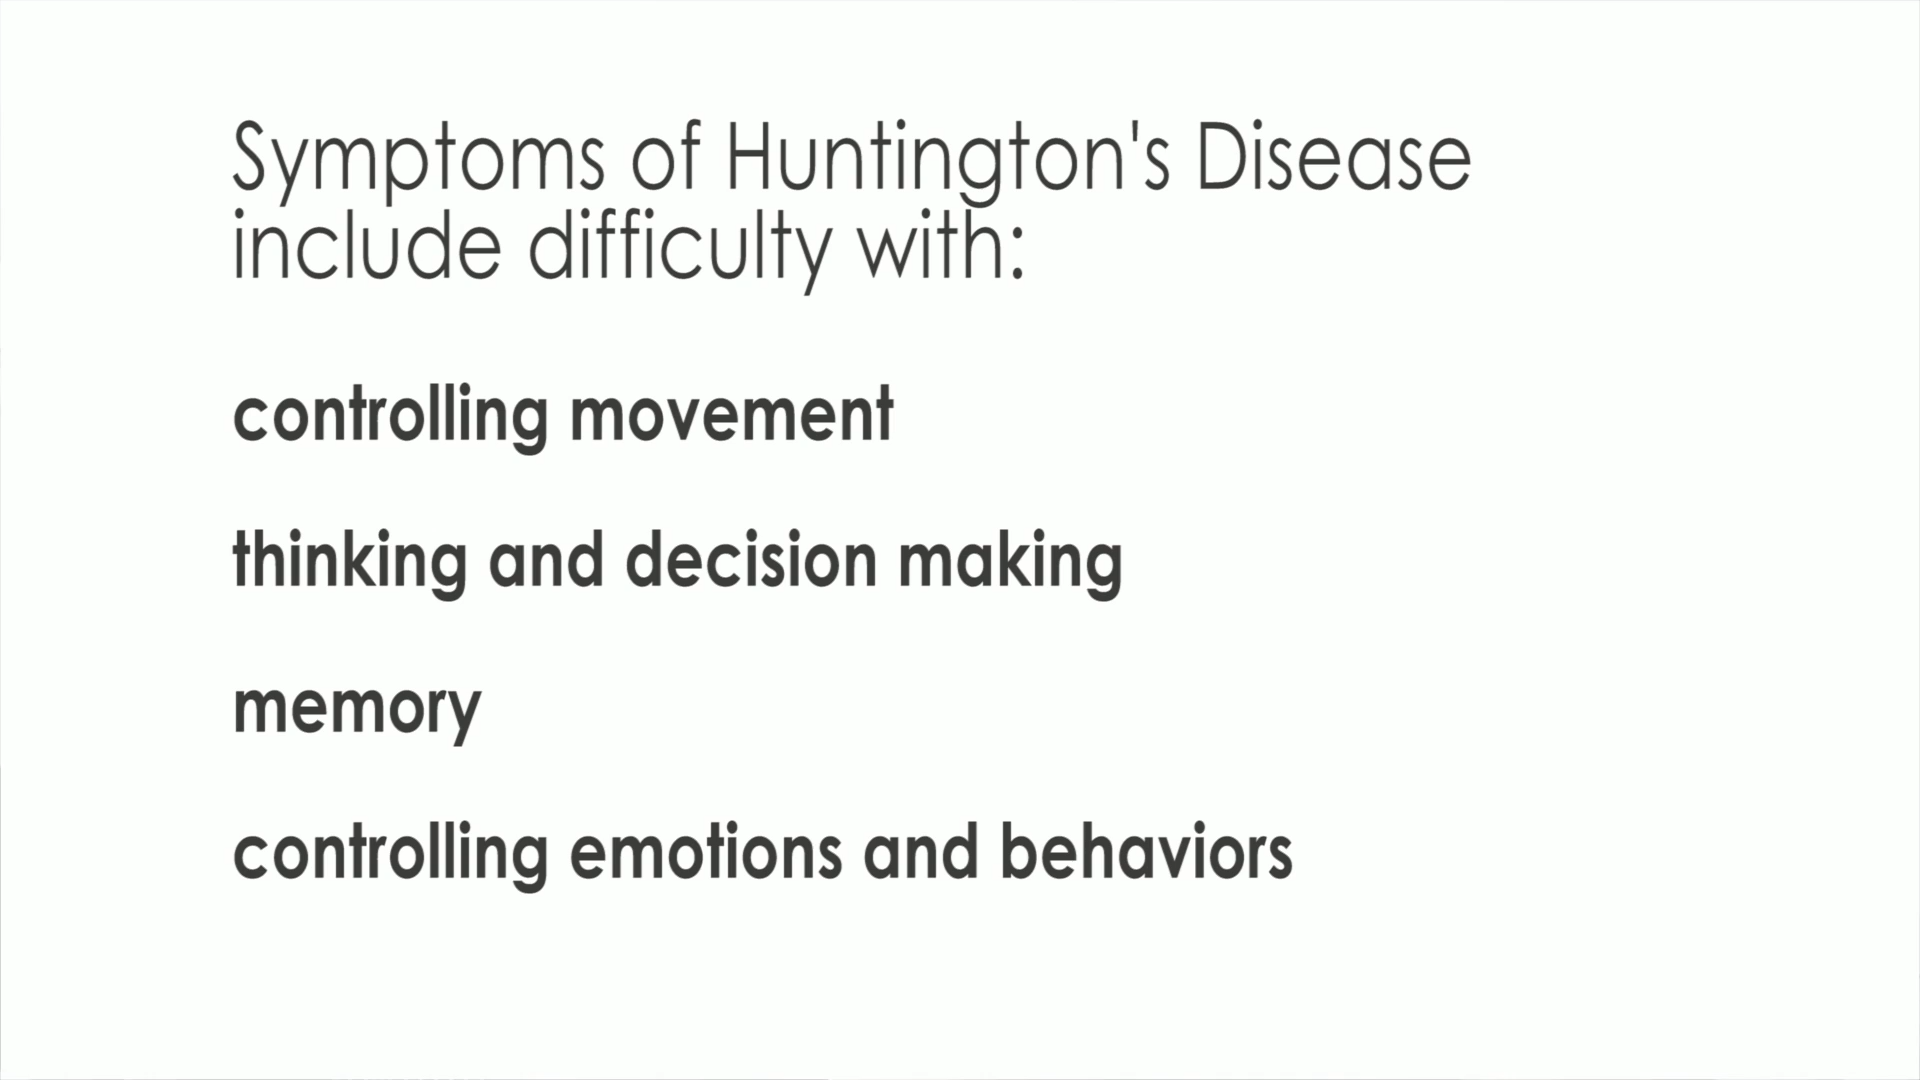 Symptoms of Huntington's Disease
include difficulty with:
controlling movement
thinking and decision making
memory
controlling emotions and behaviors